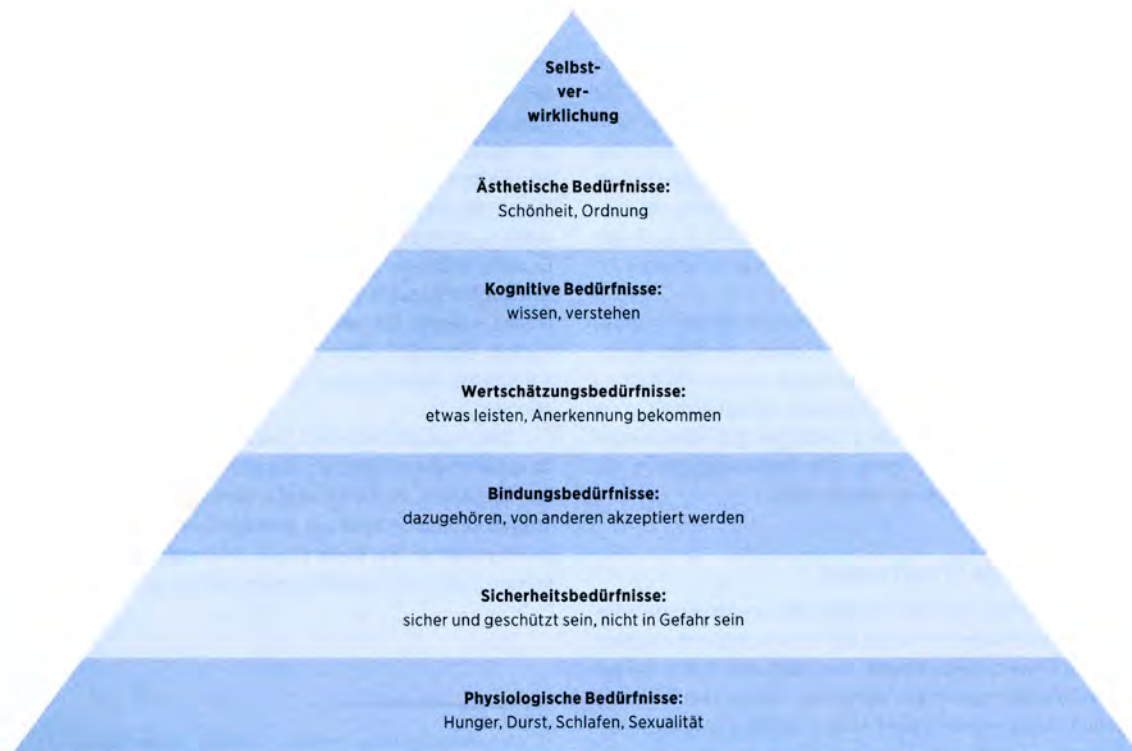 Selbst-
ver-
wirklichung
Ästhetische Bedürfnisse:
Schönheit, Ordnung
Kognitive Bedürfnisse:
wissen, verstehen
Wertschätzungsbedürfnisse:
etwas leisten, Anerkennung bekommen
Bindungsbedürfnisse:
dazugehören, von anderen akzeptiert werden
Sicherheitsbedürfnisse:
sicher und geschützt sein, nicht in Gefahr sein
Physiologische Bedürfnisse:
Hunger, Durst, Schlafen, Sexualität